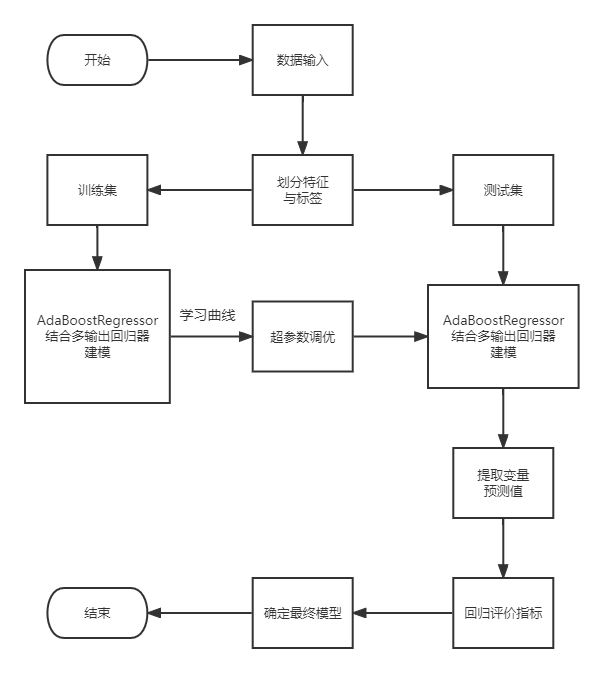 开始
数据输入
训练集
划分特征
与标签
测试集
AdaBoostRegressor
结合多输出回归器
建模
学习曲线
超参数调优
AdaBoostRegressor
结合多输出回归器
建模
提取变量
预测值
结束
确定最终模型
回归评价指标